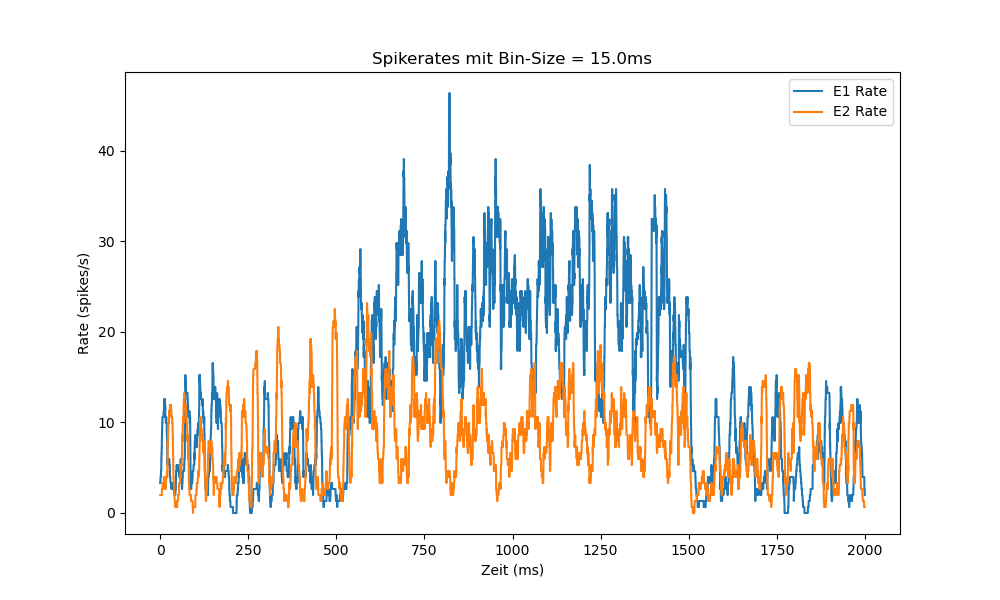 Spikerates mit Bin-Size = 15.0ms
E1 Rate
E2 Rate
Rate (spikes/s)
40
30
20
10
0
0 250 500 750 1000 1250 1500 1750 2000
Zeit (ms)